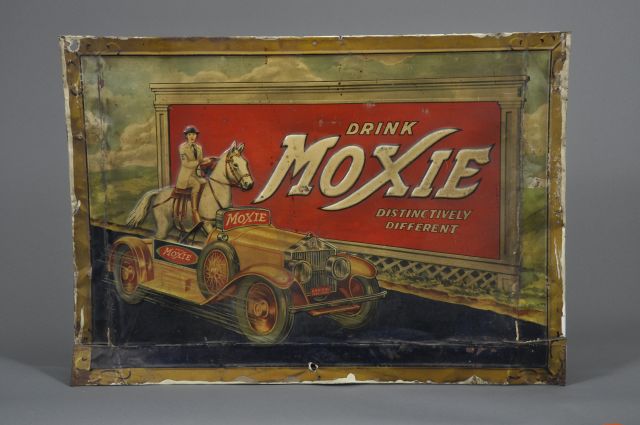 DRINK
MOXIE
DISTINCTIVELY
DIFFERENT
MOXIE
MOXIE